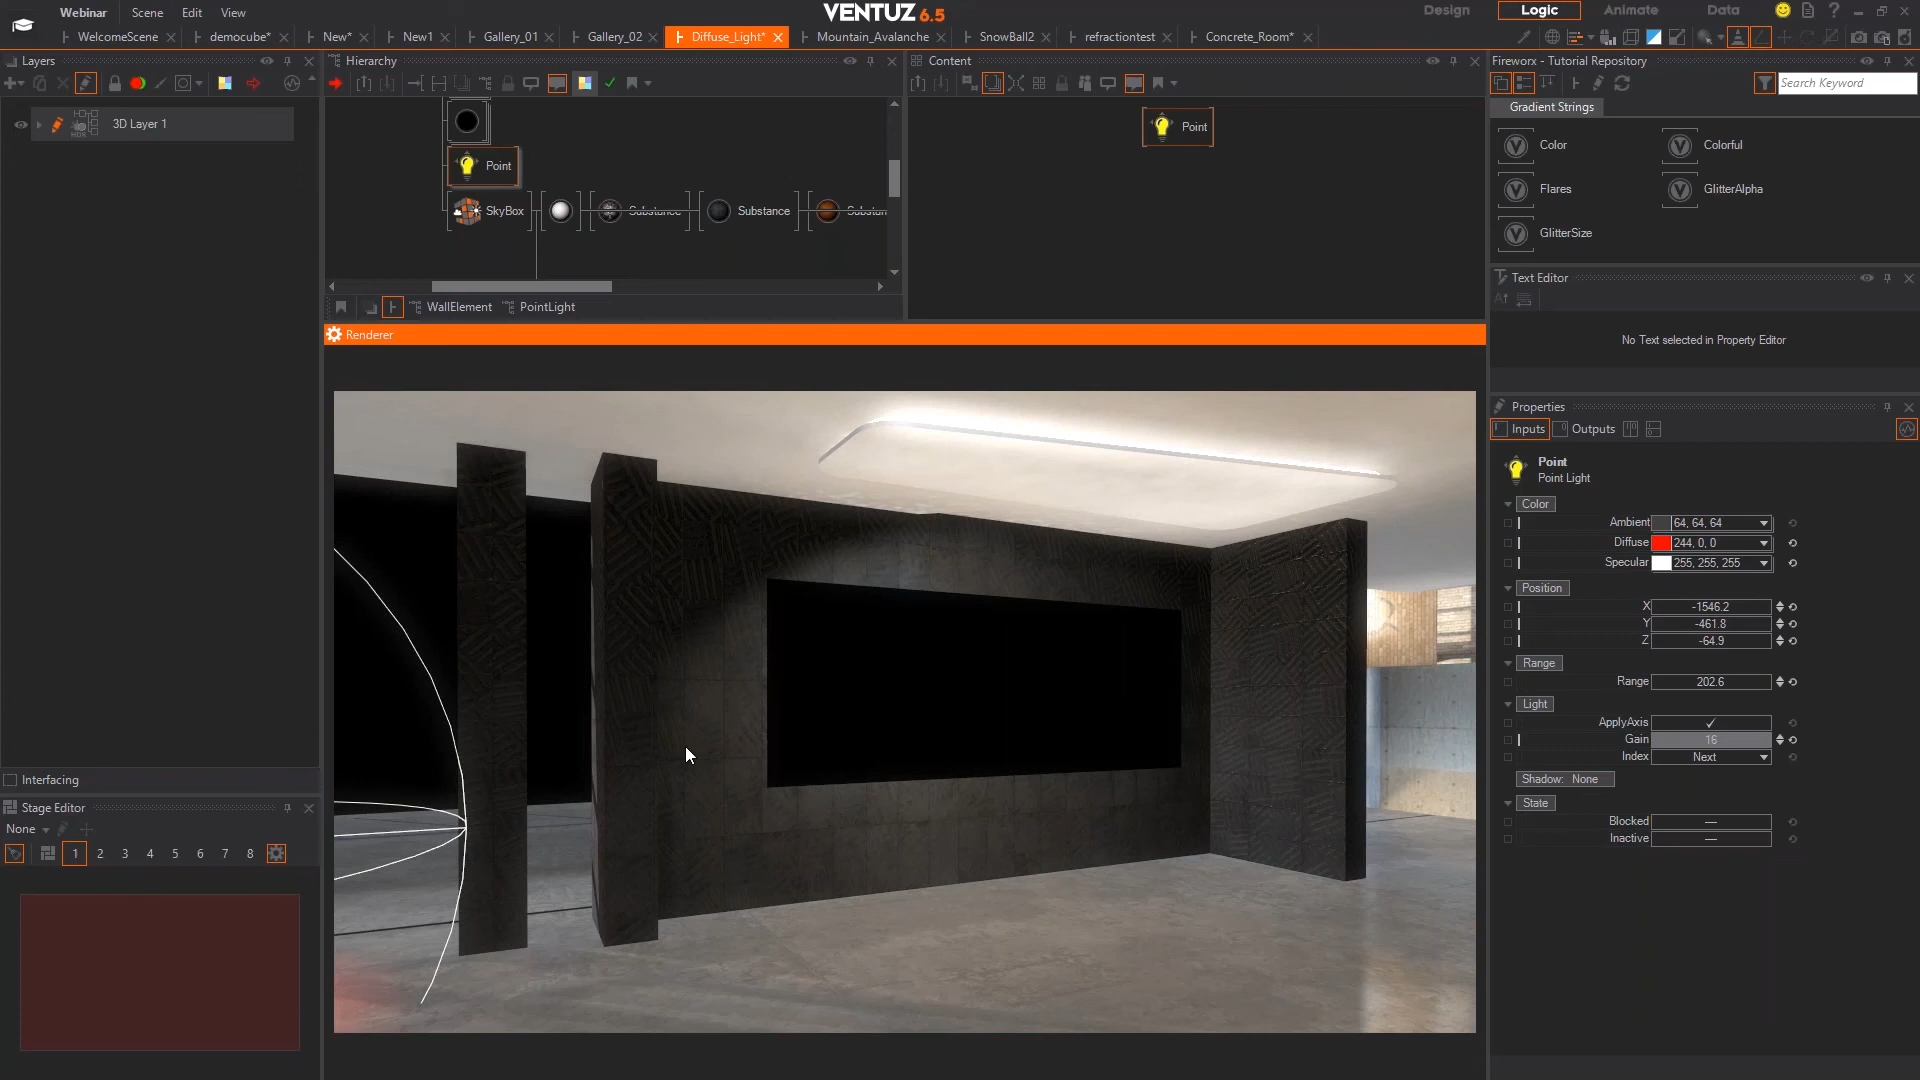 Webinar Scene Edit View
VENTUZ 6.5
Design Logic Animate Data
WelcomeScene democube* New* New1 Gallery_01 Gallery_02 Diffuse_Light* Mountain_Avalanche SnowBall2 refractiontest Concrete_Room*
Layers
3D Layer 1
Interfacing
Stage Editor
None
1 2 3 4 5 6 7 8
Hierarchy
Point
SkyBox Substance Substance Substan
WallElement PointLight
Content
Point
Renderer
Fireworx - Tutorial Repository
Search Keyword
Gradient Strings
Color Colorful
Flares GlitterAlpha
GlitterSize
Text Editor
No Text selected in Property Editor
Properties
Inputs Outputs
Point
Point Light
Color
Ambient 64, 64, 64
Diffuse 244, 0, 0
Specular 255, 255, 255
Position
X -1546.2
Y -461.8
Z -64.9
Range
Range 202.6
Light
ApplyAxis
Gain 16
Index Next
Shadow: None
State
Blocked
Inactive